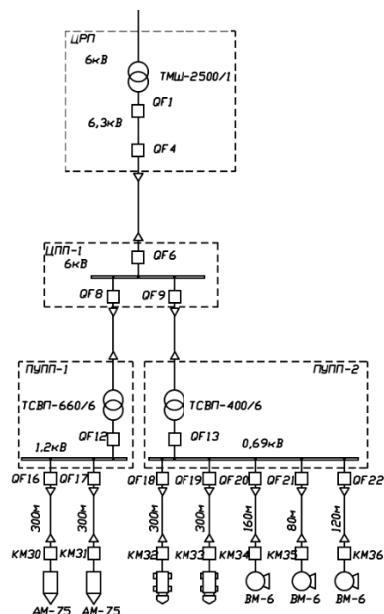 ЦРП
6кВ
ТМШ-2500/1
QF1
6,3кВ
QF4
ЦПП-1
6кВ
QF6
QF8
QF9
ПУПП-1
ПУПП-2
ТСВП-660/6
ТСВП-400/6
QF12
QF13
1,2кВ
0,69кВ
QF16
QF17
QF18
QF19
QF20
QF21
QF22
300м
300м
300м
300м
160м
80м
120м
КМ30
КМ31
КМ32
КМ33
КМ34
КМ35
КМ36
АМ-75
АМ-75
ВМ-6
ВМ-6
ВМ-6